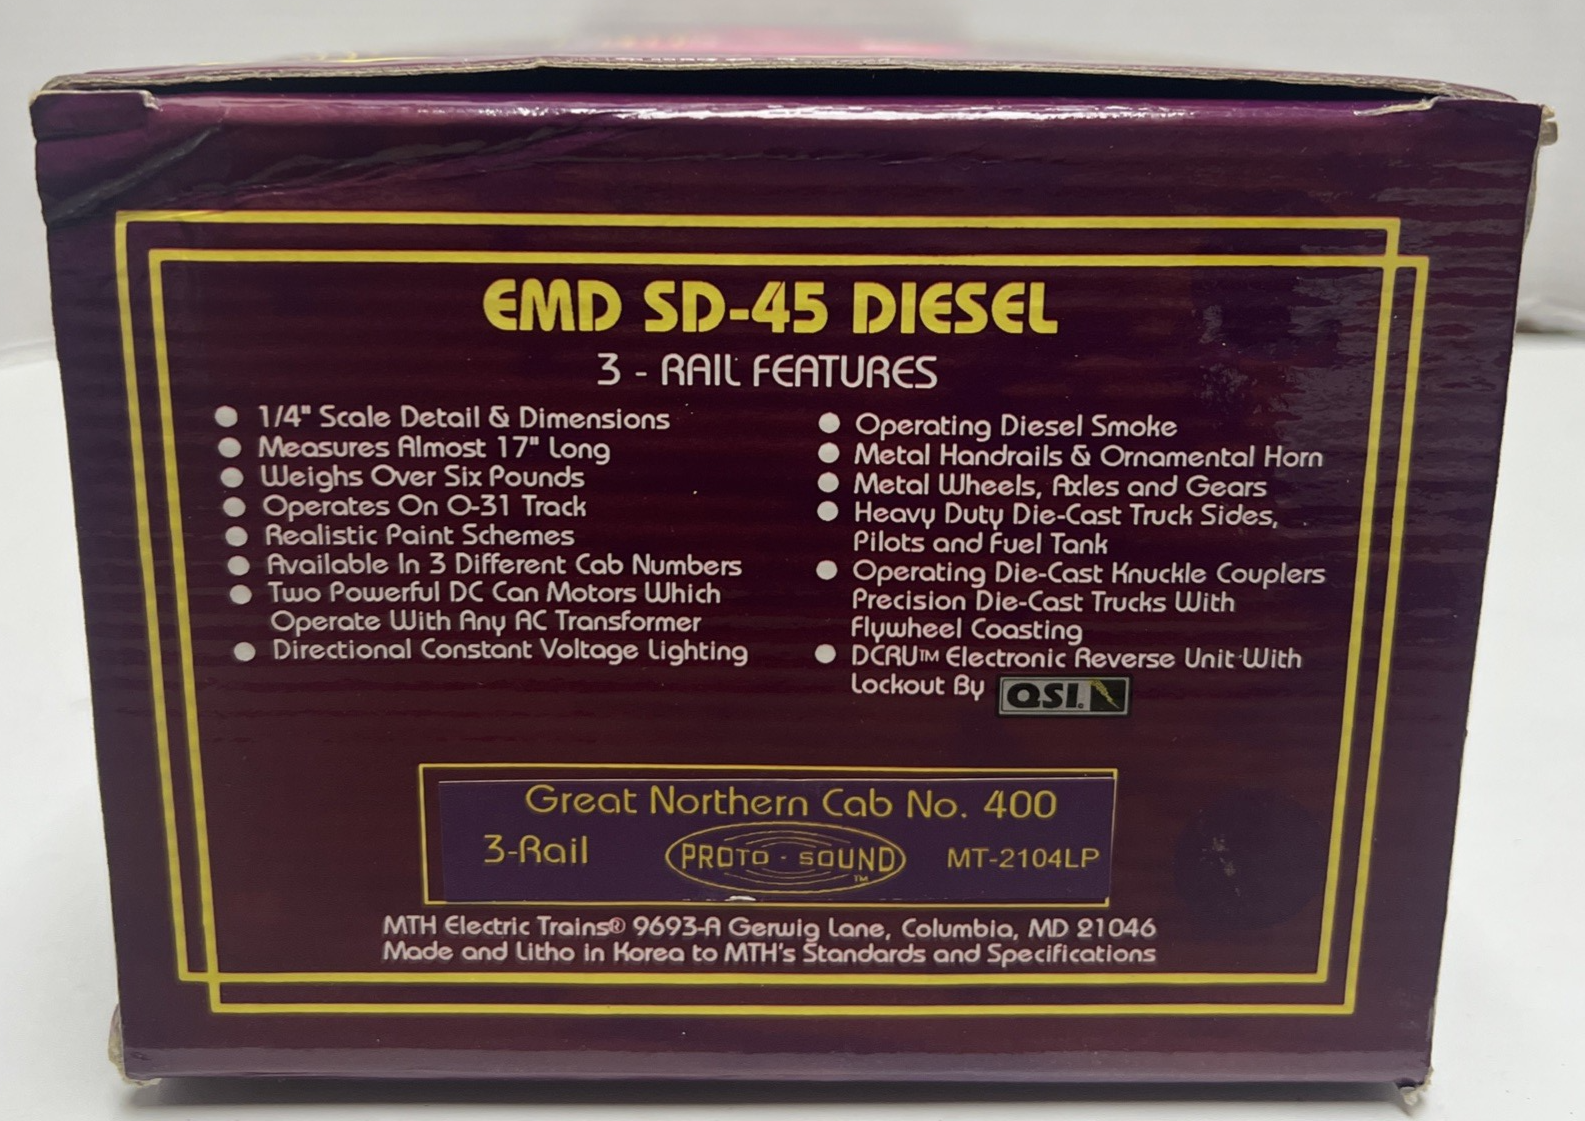 EMD SD-45 DIESEL
3 - RAIL FEATURES
● 1/4" Scale Detail & Dimensions
● Measures Almost 17" Long
● Weighs Over Six Pounds
● Operates On O-31 Track
● Realistic Paint Schemes
● Available In 3 Different Cab Numbers
● Two Powerful DC Can Motors Which
Operate With Any AC Transformer
● Directional Constant Voltage Lighting
● Operating Diesel Smoke
● Metal Handrails & Ornamental Horn
● Metal Wheels, Axles and Gears
● Heavy Duty Die-Cast Truck Sides,
Pilots and Fuel Tank
● Operating Die-Cast Knuckle Couplers
Precision Die-Cast Trucks With
Flywheel Coasting
● DCRU™ Electronic Reverse Unit With
Lockout By QSI®
Great Northern Cab No. 400
3-Rail PROTO-SOUND™ MT-2104LP
MTH Electric Trains® 9693-A Gerwig Lane, Columbia, MD 21046
Made and Litho in Korea to MTH's Standards and Specifications